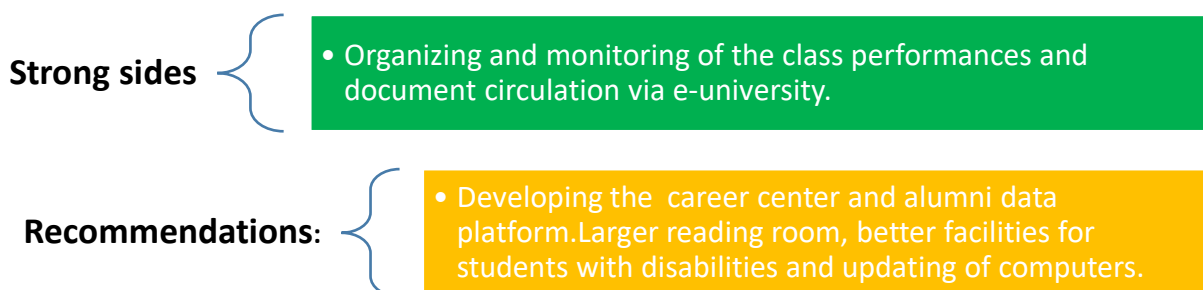 Strong sides
• Organizing and monitoring of the class performances and
document circulation via e-university.
Recommendations:
• Developing the  career center and alumni data
platform.Larger reading room, better facilities for
students with disabilities and updating of computers.